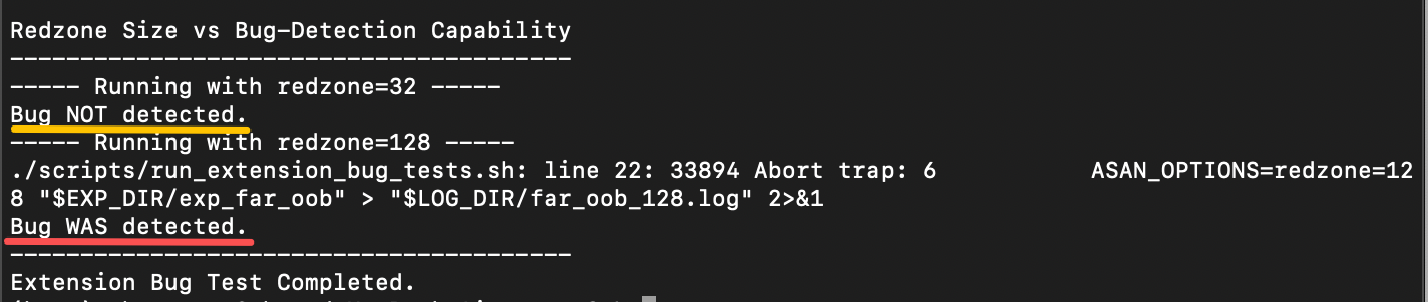 Redzone Size vs Bug-Detection Capability
----------------------------------------
----- Running with redzone=32 -----
Bug NOT detected.
----- Running with redzone=128 -----
./scripts/run_extension_bug_tests.sh: line 22: 33894 Abort trap: 6           ASAN_OPTIONS=redzone=12
8 "$EXP_DIR/exp_far_oob" > "$LOG_DIR/far_oob_128.log" 2>&1
Bug WAS detected.
----------------------------------------
Extension Bug Test Completed.